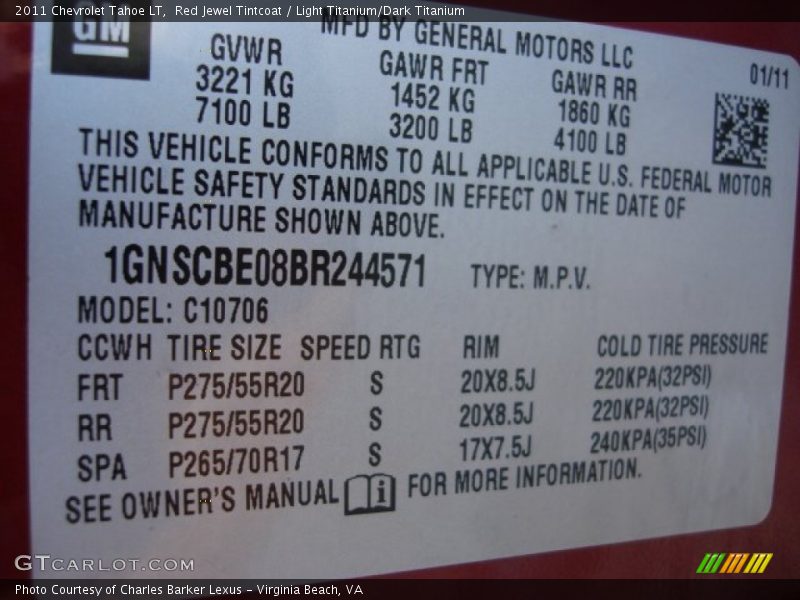 2011 Chevrolet Tahoe LT, Red Jewel Tintcoat / Light Titanium/Dark Titanium
GM
MFD BY GENERAL MOTORS LLC
01/11
GVWR GAWR FRT GAWR RR
3221 KG 1452 KG 1860 KG
7100 LB 3200 LB 4100 LB
THIS VEHICLE CONFORMS TO ALL APPLICABLE U.S. FEDERAL MOTOR
VEHICLE SAFETY STANDARDS IN EFFECT ON THE DATE OF
MANUFACTURE SHOWN ABOVE.
1GNSCBE08BR244571 TYPE: M.P.V.
MODEL: C10706
CCWH TIRE SIZE SPEED RTG RIM COLD TIRE PRESSURE
FRT P275/55R20 S 20X8.5J 220KPA(32PSI)
RR P275/55R20 S 20X8.5J 220KPA(32PSI)
SPA P265/70R17 S 17X7.5J 240KPA(35PSI)
SEE OWNER'S MANUAL i FOR MORE INFORMATION.
GTCARLOT.COM
Photo Courtesy of Charles Barker Lexus - Virginia Beach, VA